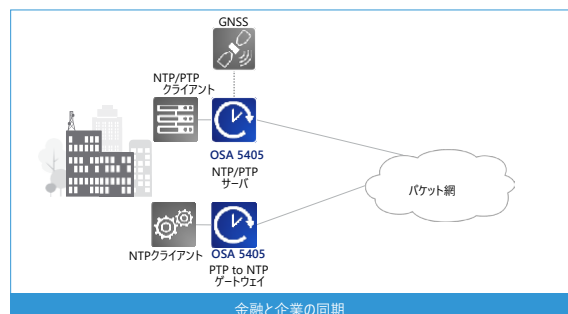 GNSS
NTP/PTP
クライアント
OSA 5405
NTP/PTP
サーバ
パケット網
NTPクライアント
OSA 5405
PTP to NTP
ゲートウェイ
金融と企業の同期